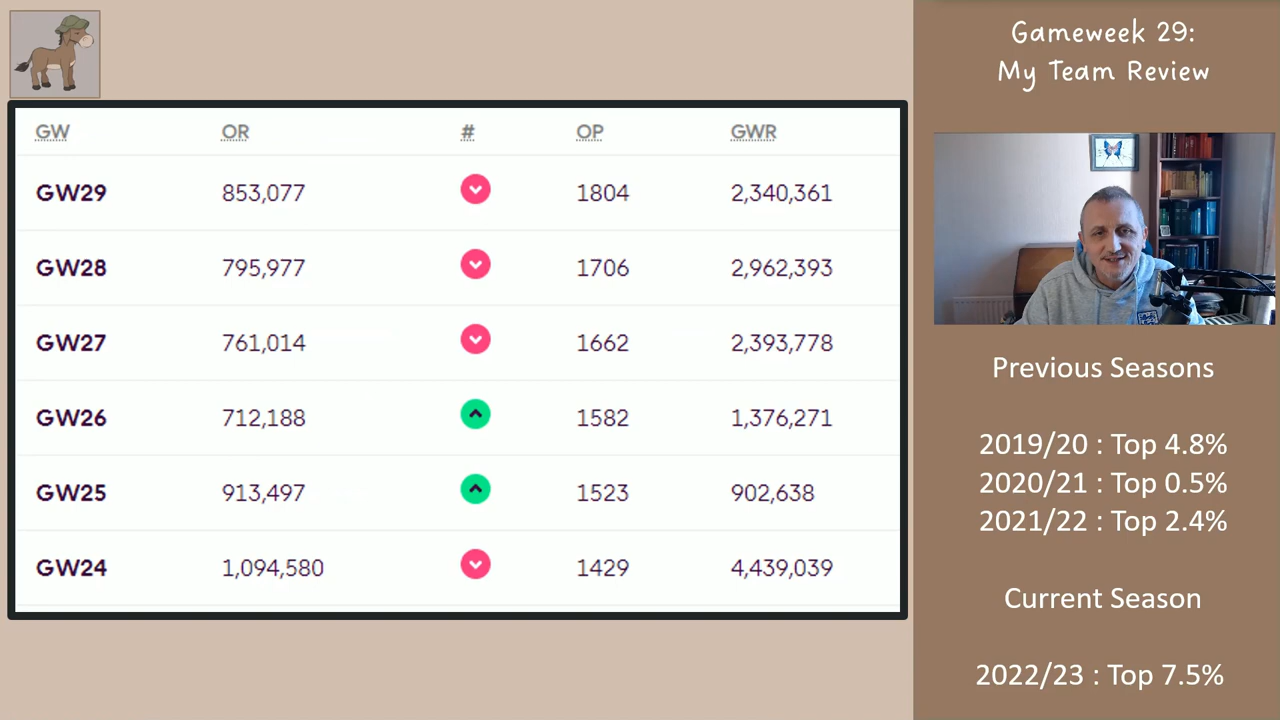 Gameweek 29:
My Team Review
GW OR # OP GWR
GW29 853,077 1804 2,340,361
GW28 795,977 1706 2,962,393
GW27 761,014 1662 2,393,778
GW26 712,188 1582 1,376,271
GW25 913,497 1523 902,638
GW24 1,094,580 1429 4,439,039
Previous Seasons
2019/20 : Top 4.8%
2020/21 : Top 0.5%
2021/22 : Top 2.4%
Current Season
2022/23 : Top 7.5%